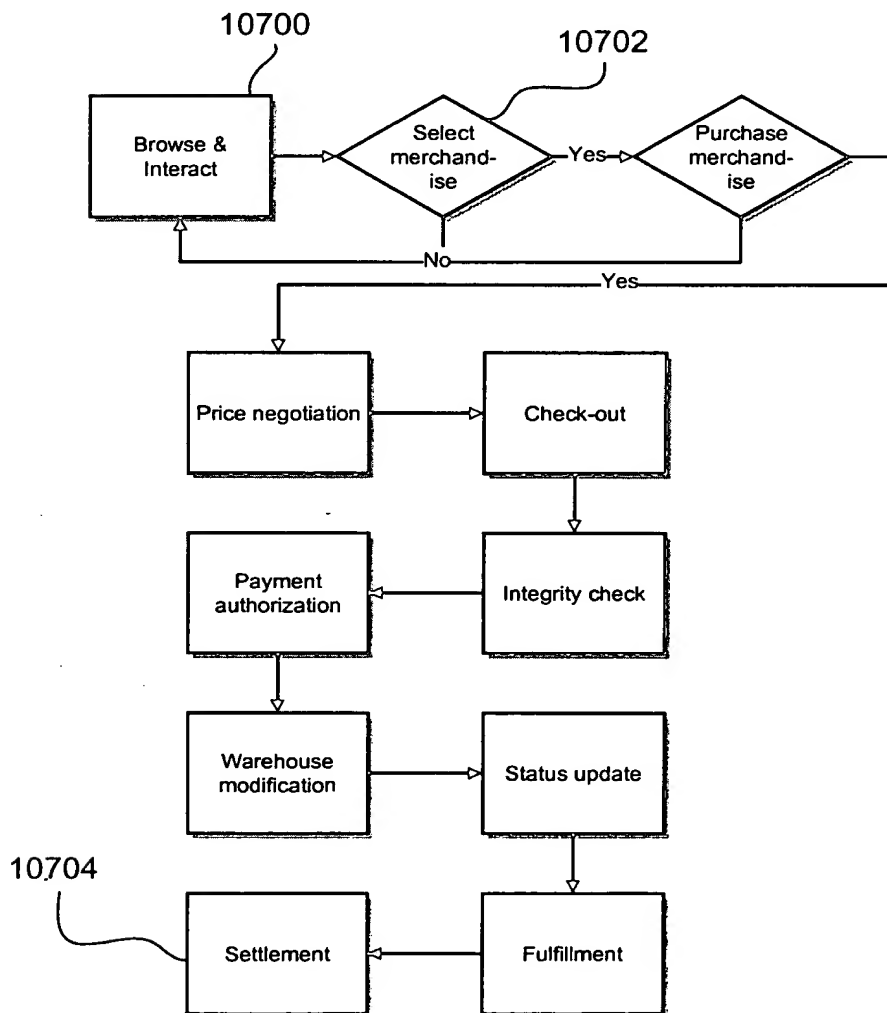 10700
10702
Browse &
Interact
Select
merchand-
ise
Yes
Purchase
merchand-
ise
No
Yes
Price negotiation
Check-out
Payment
authorization
Integrity check
Warehouse
modification
Status update
10704
Settlement
Fulfillment